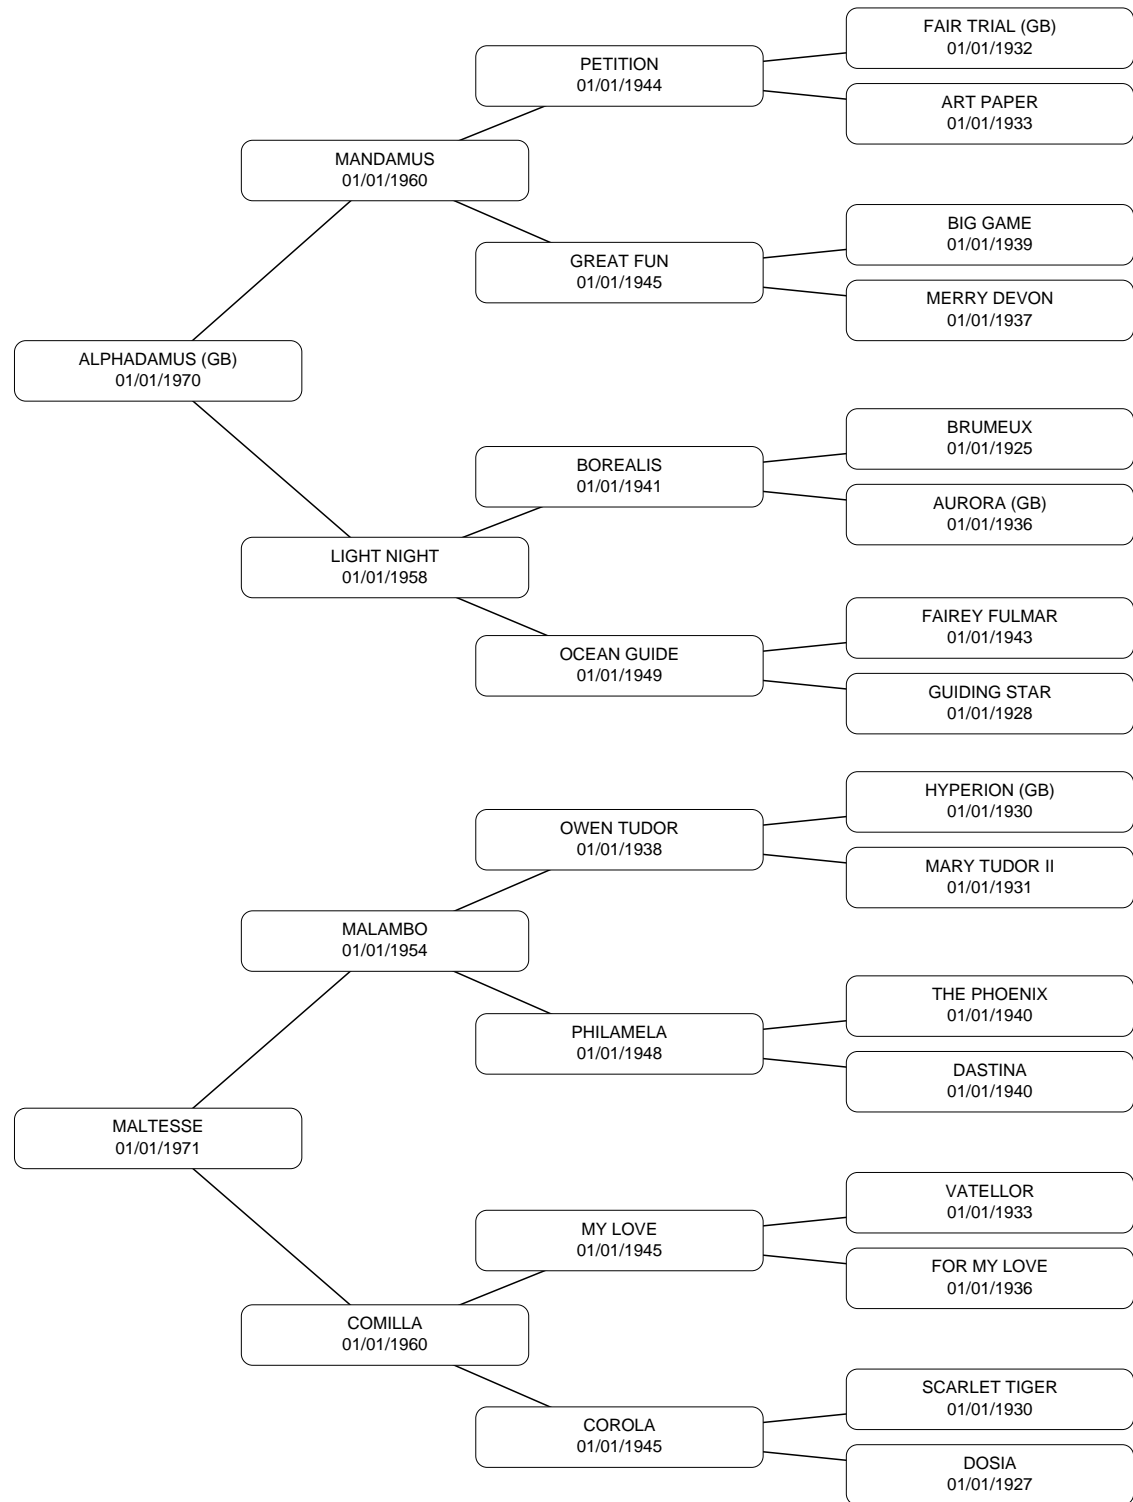 FAIR TRIAL (GB)
01/01/1932
PETITION
01/01/1944
ART PAPER
01/01/1933
MANDAMUS
01/01/1960
BIG GAME
01/01/1939
GREAT FUN
01/01/1945
MERRY DEVON
01/01/1937
ALPHADAMUS (GB)
01/01/1970
BRUMEUX
01/01/1925
BOREALIS
01/01/1941
AURORA (GB)
01/01/1936
LIGHT NIGHT
01/01/1958
FAIREY FULMAR
01/01/1943
OCEAN GUIDE
01/01/1949
GUIDING STAR
01/01/1928
HYPERION (GB)
01/01/1930
OWEN TUDOR
01/01/1938
MARY TUDOR II
01/01/1931
MALAMBO
01/01/1954
THE PHOENIX
01/01/1940
PHILAMELA
01/01/1948
DASTINA
01/01/1940
MALTESSE
01/01/1971
VATELLOR
01/01/1933
MY LOVE
01/01/1945
FOR MY LOVE
01/01/1936
COMILLA
01/01/1960
SCARLET TIGER
01/01/1930
COROLA
01/01/1945
DOSIA
01/01/1927